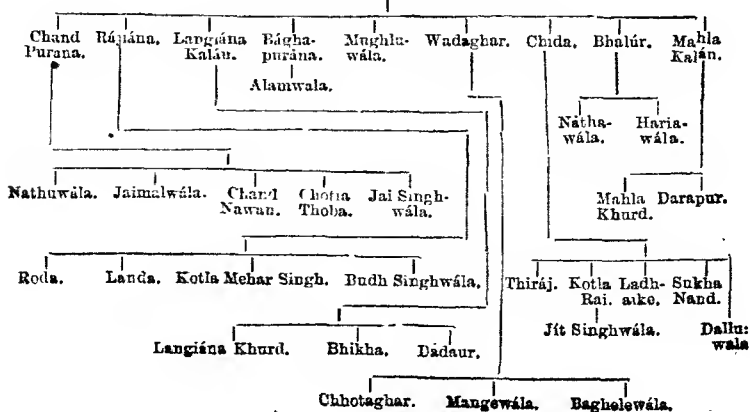 Chand Rájiána. Langiána Bágha- Mughlu- Wadaghar. Chida. Bhalúr. Mahla
Purana. Kalán. purána. wála. Kalán.
Alamwala.
Nátha- Haria-
wála. wála.
Nathuwála. Jaimalwála. Chand Chotia Jai Singh-
Nawan. Thoba. wála.
Mahla Darapur.
Khurd.
Roda. Landa. Kotla Mehar Singh. Budh Singhwála.
Thiráj. Kotla Ladh- Sukha
Rai. aike. Nand.
Jít Singhwála. Dallu-
wala
Langiána Khurd. Bhikha. Dádaur.
Chhotaghar. Mangewála. Baghelewála.